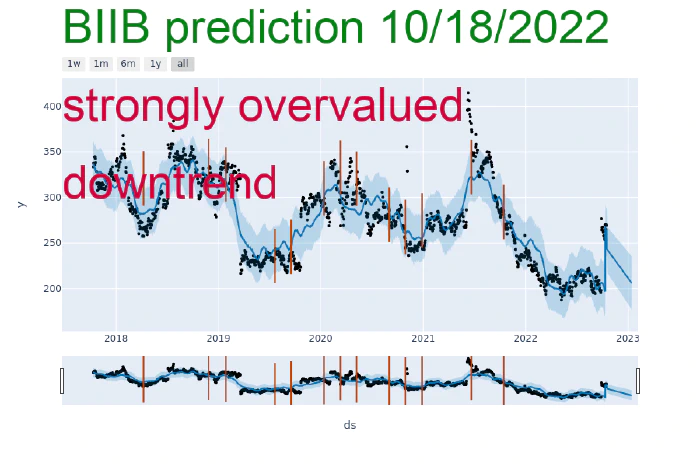 BIIB prediction 10/18/2022
1w 1m 6m 1y all
strongly overvalued
downtrend
400
350
300
250
200
y
2018 2019 2020 2021 2022 2023
ds